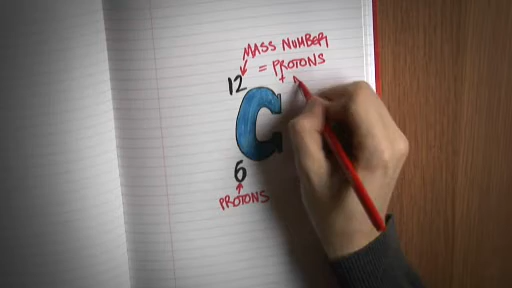 MASS NUMBER
= PROTONS
+
12
C
6
PROTONS